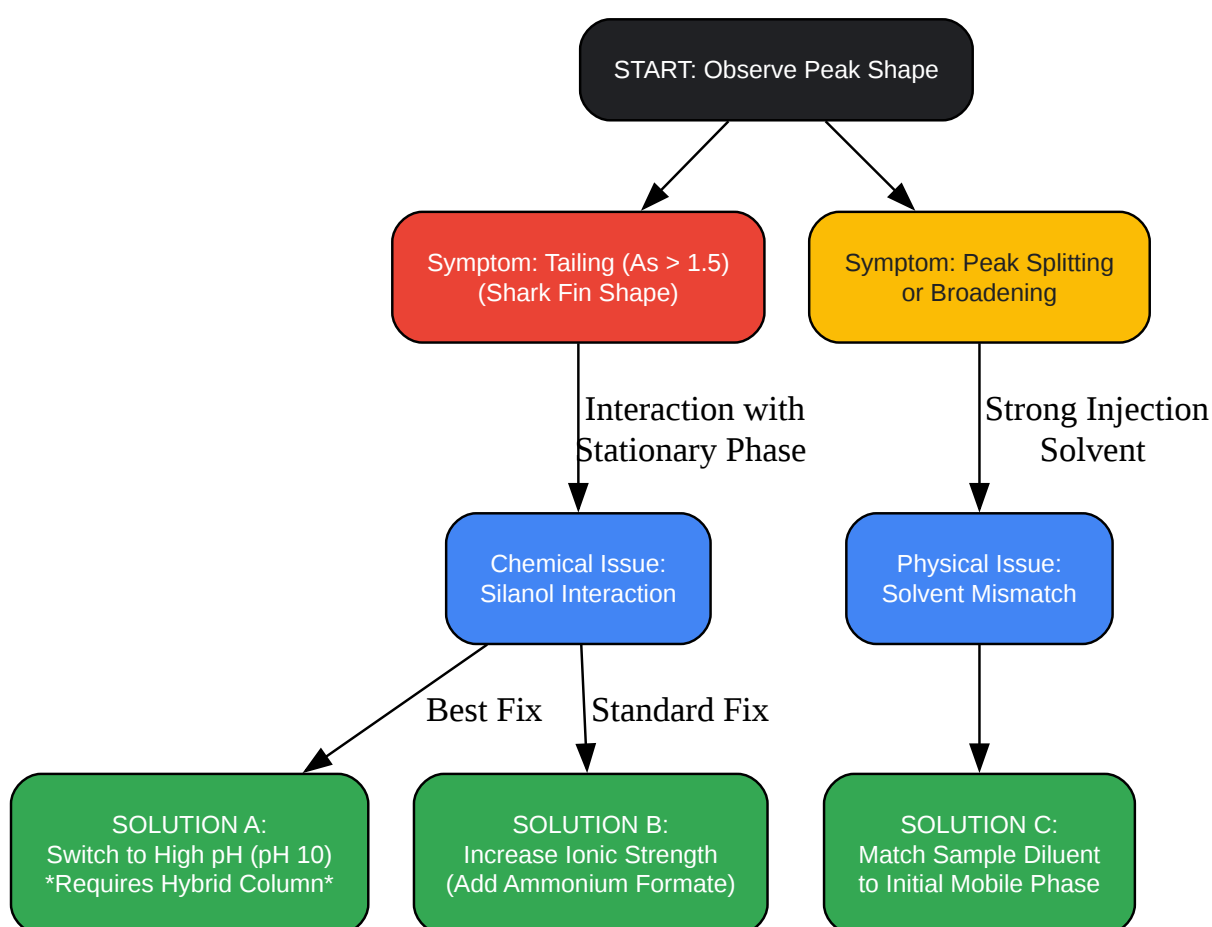 START: Observe Peak Shape
Symptom: Tailing (As > 1.5)
(Shark Fin Shape)
Symptom: Peak Splitting
or Broadening
Interaction with
Stationary Phase
Strong Injection
Solvent
Chemical Issue:
Silanol Interaction
Physical Issue:
Solvent Mismatch
Best Fix
Standard Fix
SOLUTION A:
Switch to High pH (pH 10)
*Requires Hybrid Column*
SOLUTION B:
Increase Ionic Strength
(Add Ammonium Formate)
SOLUTION C:
Match Sample Diluent
to Initial Mobile Phase